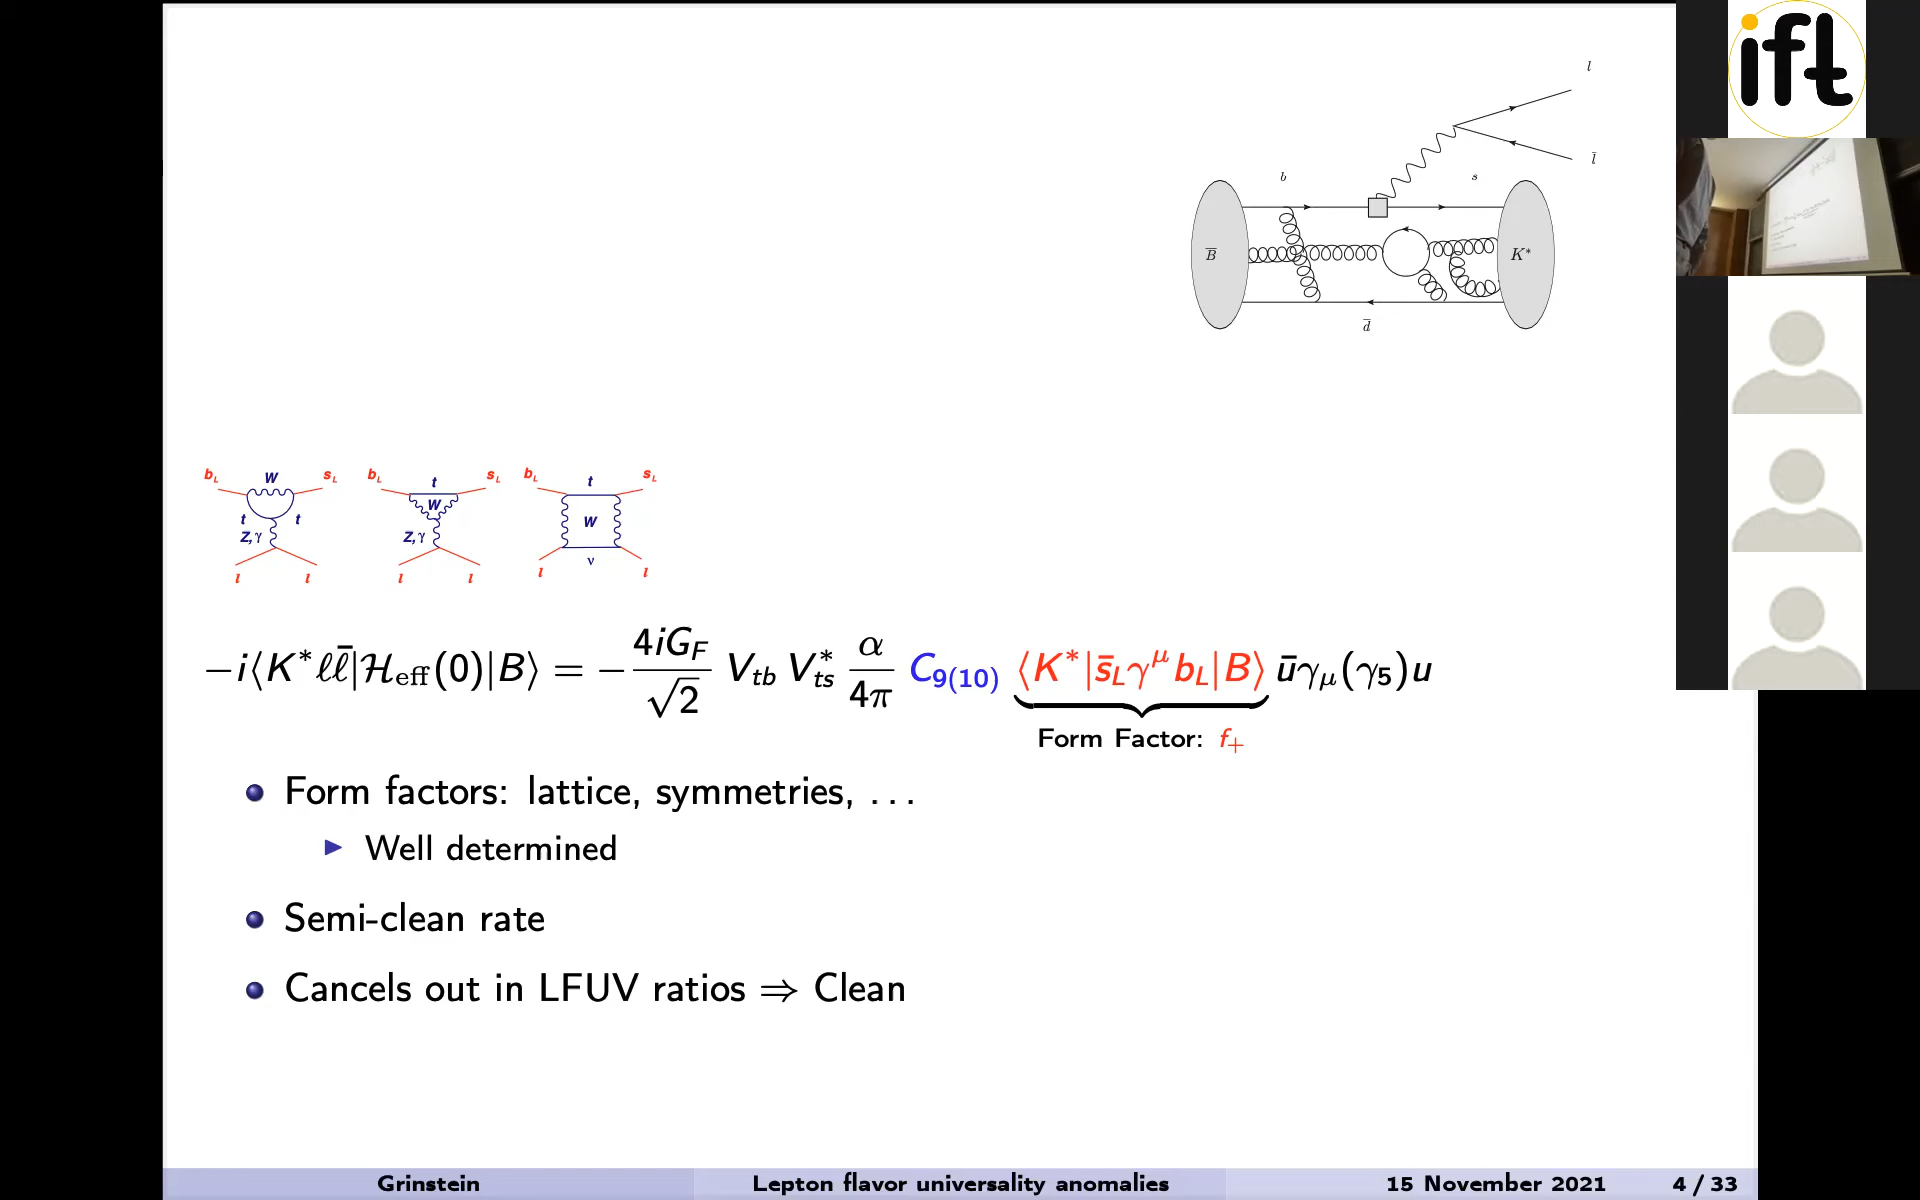 ift
l
l̄
b
s
B̄
K*
d̄
b_L W s_L
t t
Z,γ
l l
b_L t s_L
W
Z,γ
l l
b_L t s_L
W
ν
l l
−i⟨K*ℓℓ̄|ℋ_eff(0)|B⟩ = −(4iG_F/√2) V_tb V*_ts (α/4π) C_9(10) ⟨K*|s̄_Lγ^μ b_L|B⟩ ūγ_μ(γ_5)u
Form Factor: f_+
Form factors: lattice, symmetries, ...
Well determined
Semi-clean rate
Cancels out in LFUV ratios ⇒ Clean
Grinstein Lepton flavor universality anomalies 15 November 2021 4 / 33